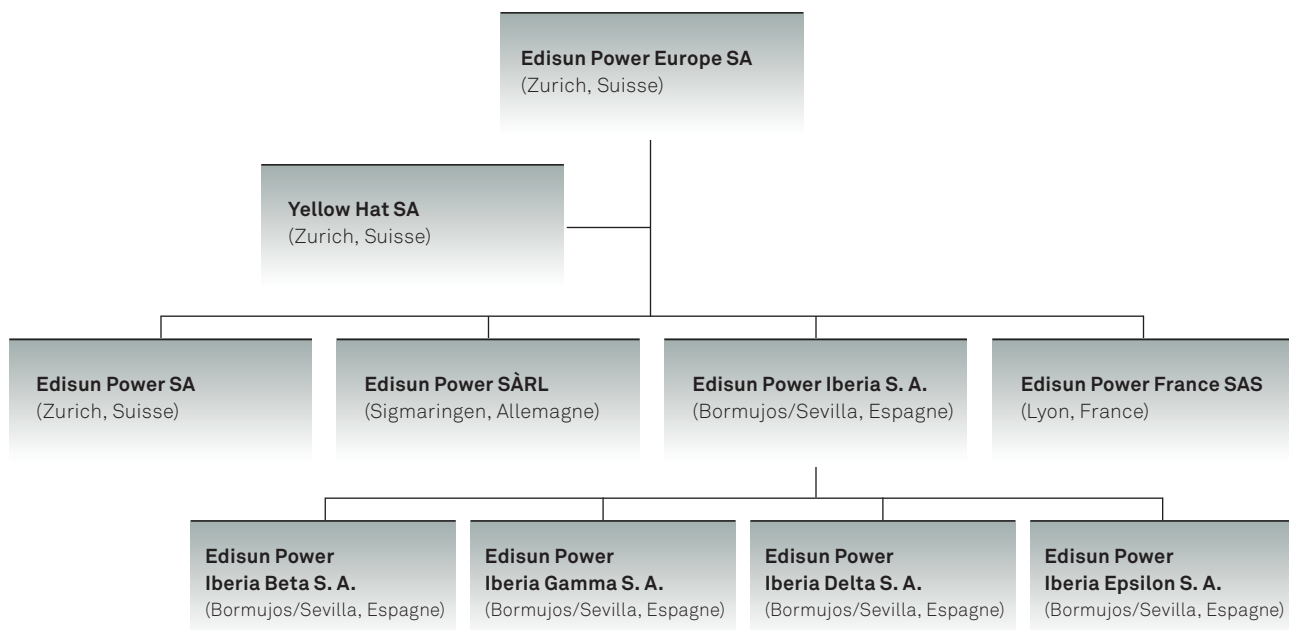 Edisun Power Europe SA
(Zurich, Suisse)
Yellow Hat SA
(Zurich, Suisse)
Edisun Power SA
(Zurich, Suisse)
Edisun Power SÀRL
(Sigmaringen, Allemagne)
Edisun Power Iberia S. A.
(Bormujos/Sevilla, Espagne)
Edisun Power France SAS
(Lyon, France)
Edisun Power
Iberia Beta S. A.
(Bormujos/Sevilla, Espagne)
Edisun Power
Iberia Gamma S. A.
(Bormujos/Sevilla, Espagne)
Edisun Power
Iberia Delta S. A.
(Bormujos/Sevilla, Espagne)
Edisun Power
Iberia Epsilon S. A.
(Bormujos/Sevilla, Espagne)